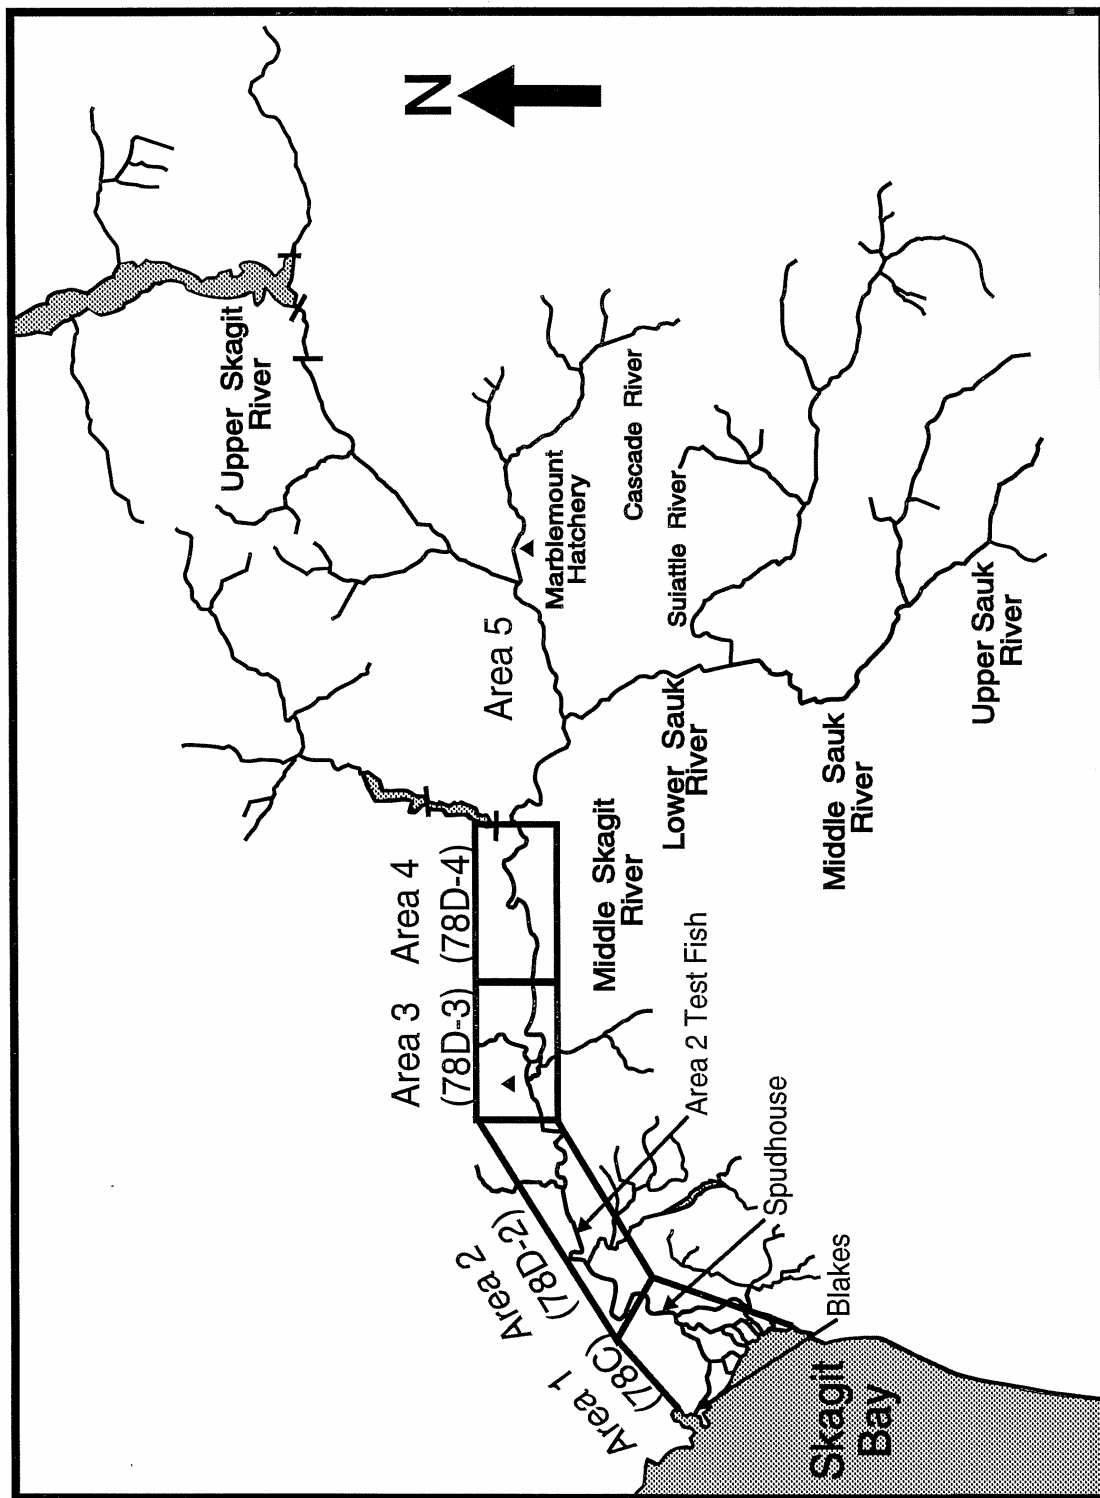 N
Upper Skagit
River
Marblemount
Hatchery
Cascade River
Suiattle River
Area 5
Upper Sauk
River
Lower Sauk
River
Middle Sauk
River
Middle Skagit
River
Area 4
(78D-4)
Area 3
(78D-3)
Area 2 Test Fish
Area 2
(78D-2)
Spudhouse
Blakes
Area 1
(78C)
Skagit
Bay